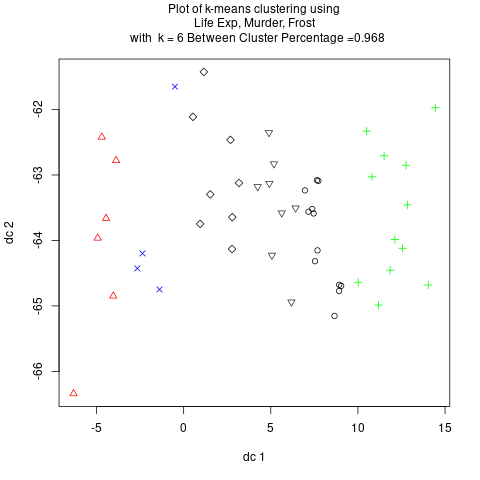 Plot of k-means clustering using
Life Exp, Murder, Frost
with  k = 6 Between Cluster Percentage =0.968
-62
-63
-64
-65
-66
dc 2
-5
0
5
10
15
dc 1